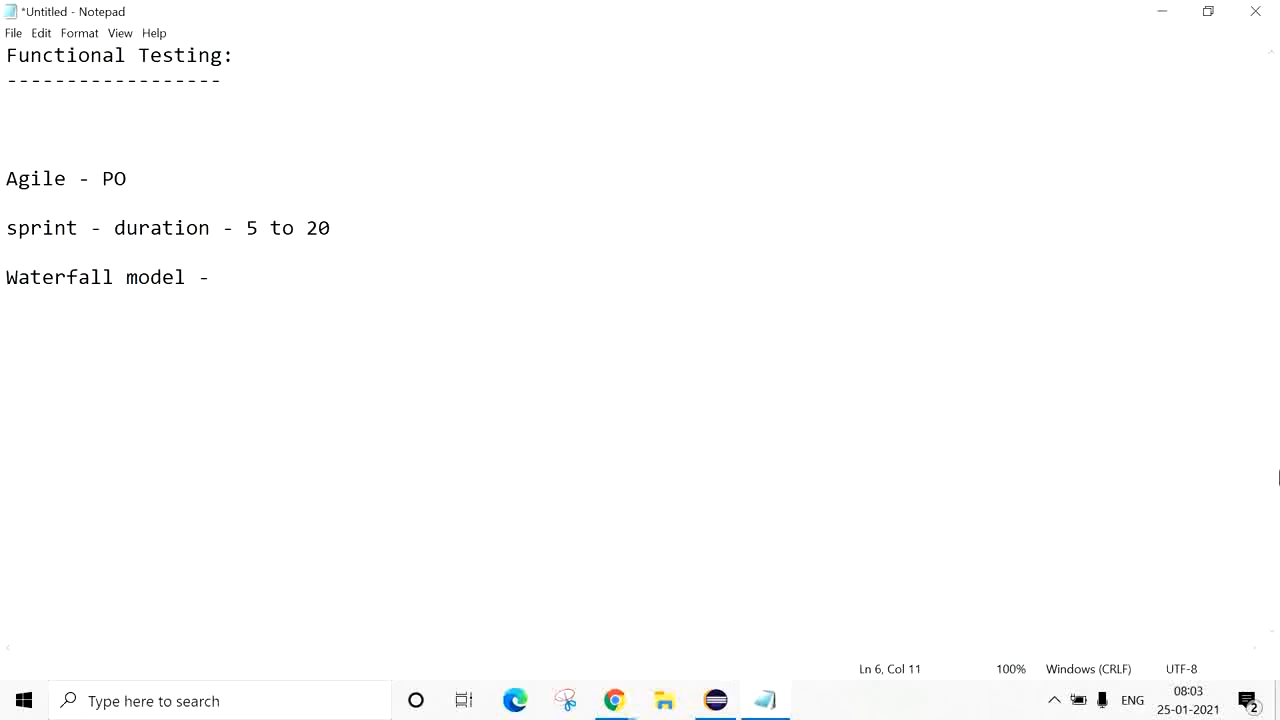 *Untitled - Notepad
File Edit Format View Help
Functional Testing:
------------------
Agile - PO
sprint - duration - 5 to 20
Waterfall model -
Ln 6, Col 11 100% Windows (CRLF) UTF-8
Type here to search
ENG
08:03
25-01-2021
2